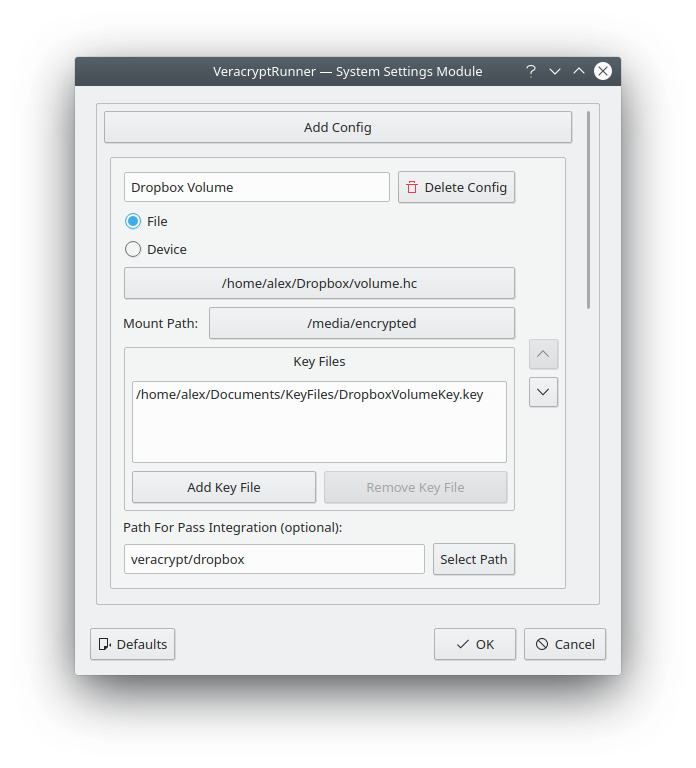 VeracryptRunner — System Settings Module
Add Config
Dropbox Volume
Delete Config
File
Device
/home/alex/Dropbox/volume.hc
Mount Path:
/media/encrypted
Key Files
/home/alex/Documents/KeyFiles/DropboxVolumeKey.key
Add Key File
Remove Key File
Path For Pass Integration (optional):
veracrypt/dropbox
Select Path
Defaults
OK
Cancel